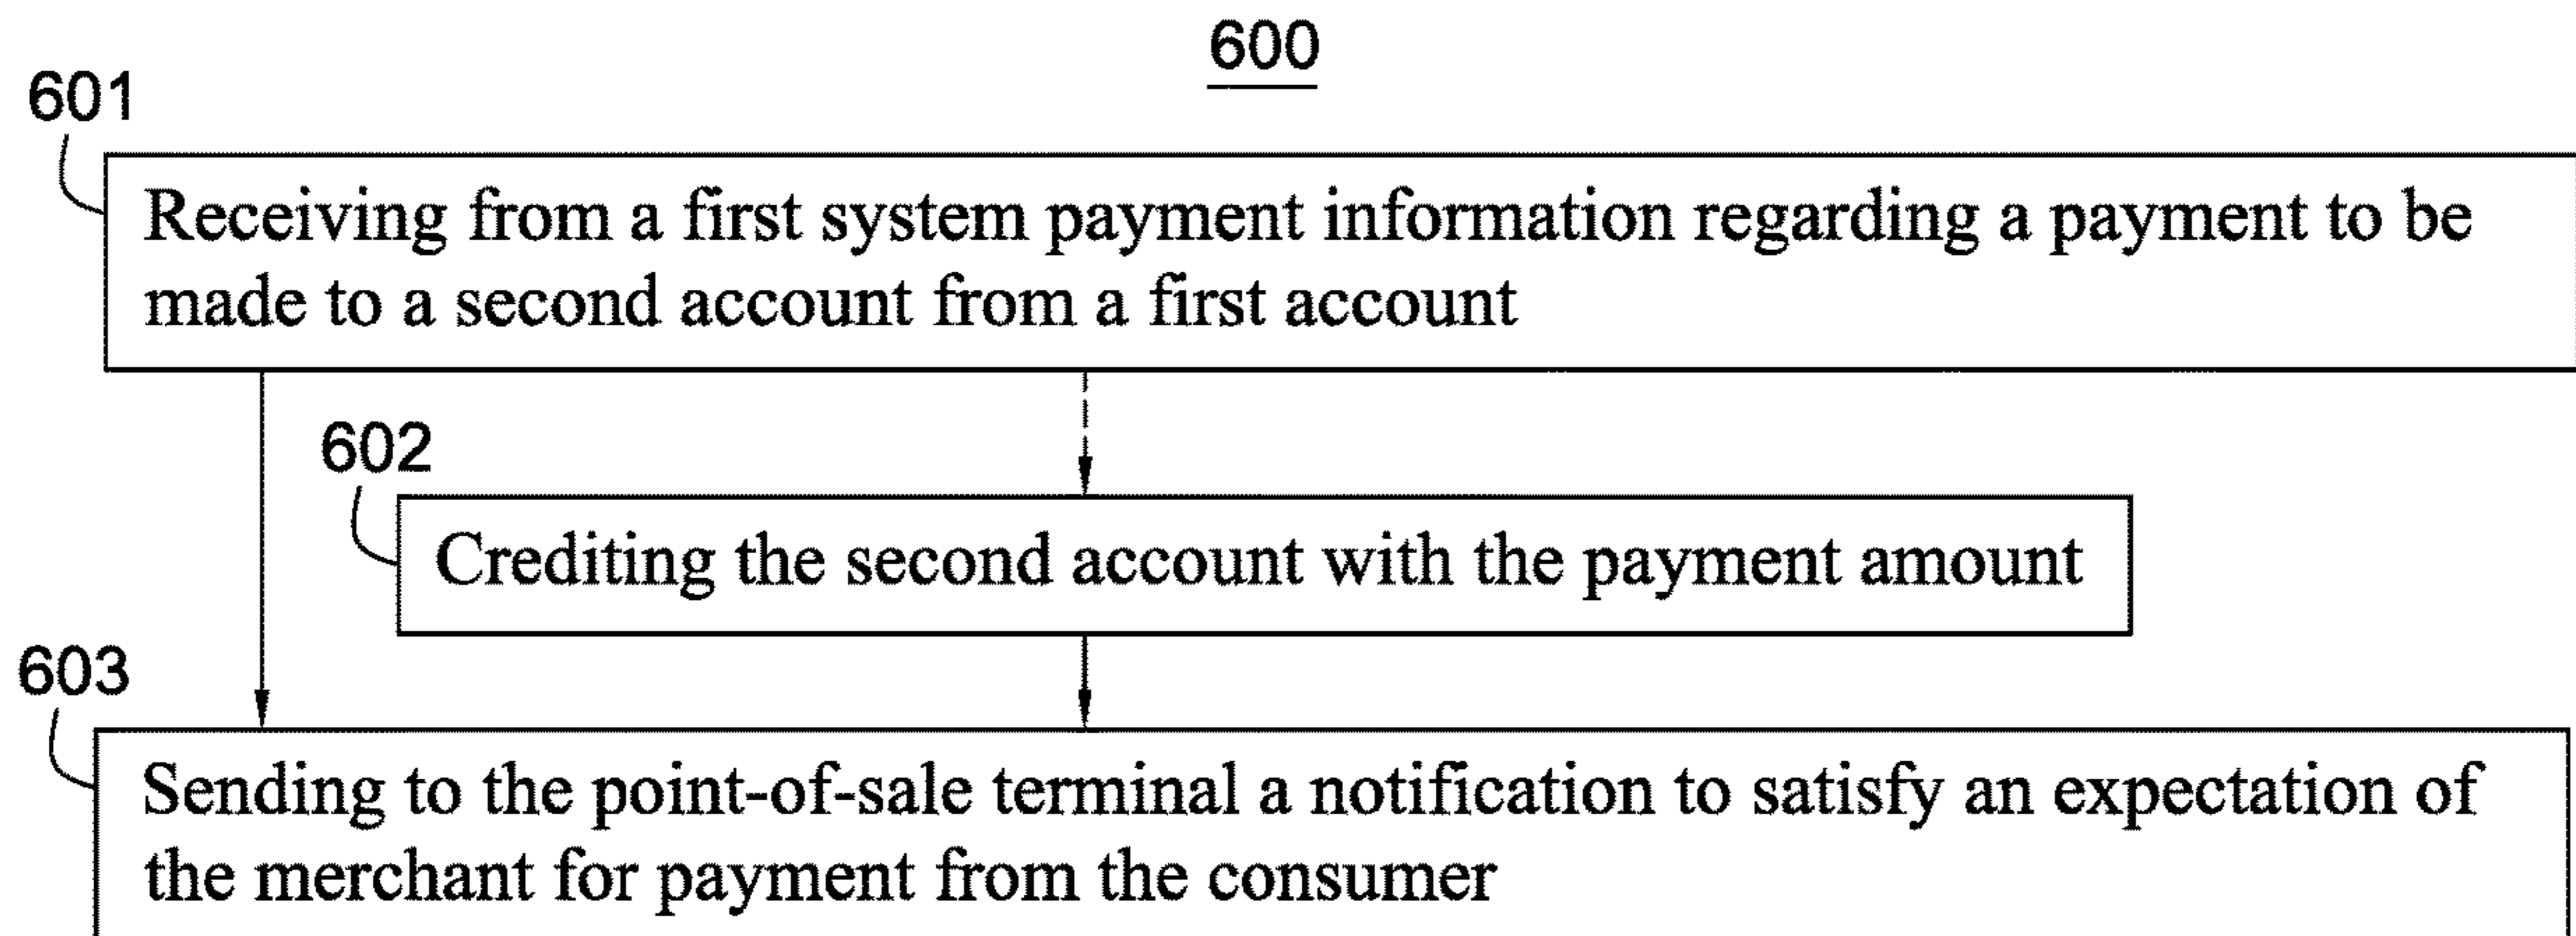 600
601
Receiving from a first system payment information regarding a payment to be
made to a second account from a first account
602
Crediting the second account with the payment amount
603
Sending to the point-of-sale terminal a notification to satisfy an expectation of
the merchant for payment from the consumer